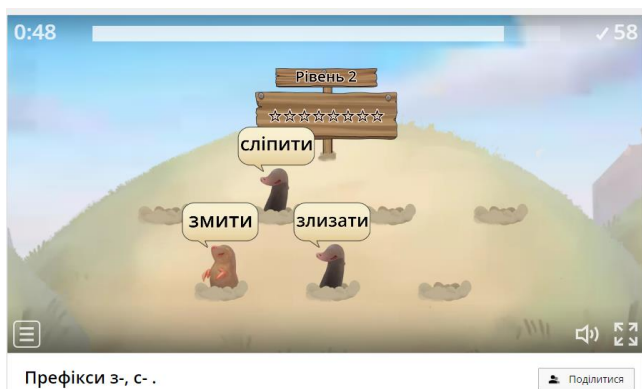 0:48
✓ 58
Рівень 2
сліпити
змити
злизати
Префікси з-, с- .
Поділитися